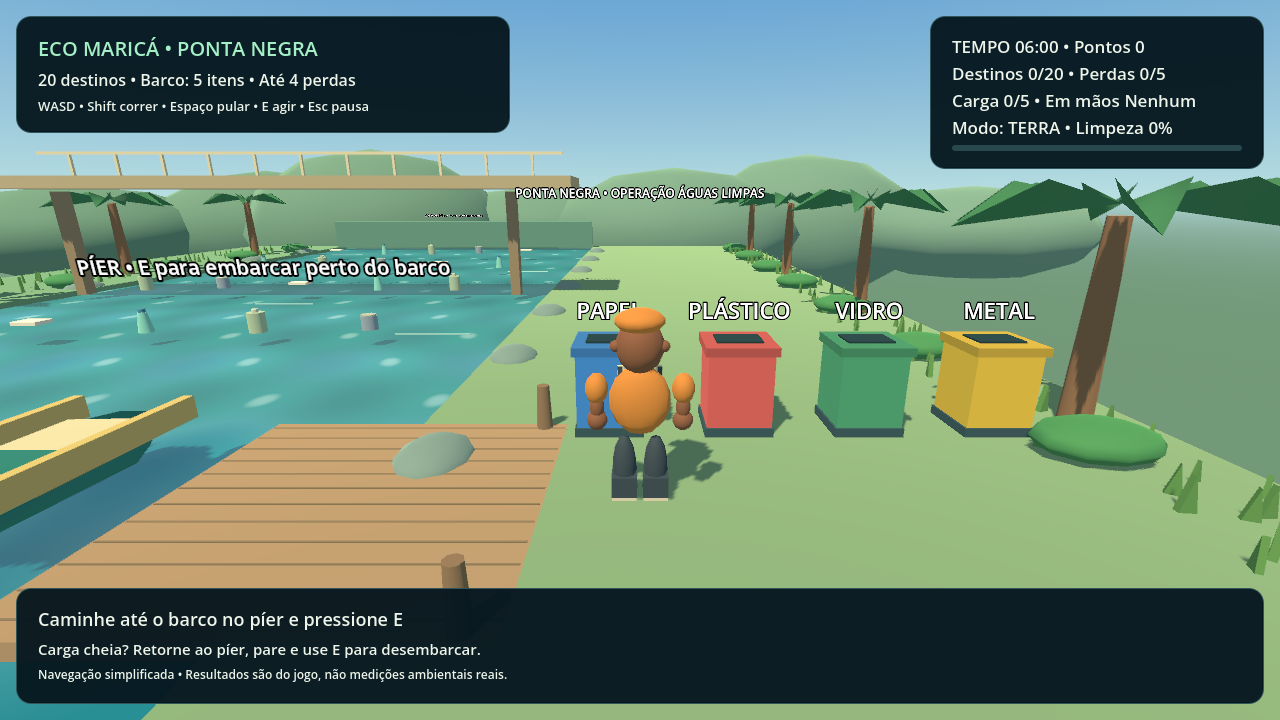 ECO MARICÁ • PONTA NEGRA
20 destinos • Barco: 5 itens • Até 4 perdas
WASD • Shift correr • Espaço pular • E agir • Esc pausa
TEMPO 06:00 • Pontos 0
Destinos 0/20 • Perdas 0/5
Carga 0/5 • Em mãos Nenhum
Modo: TERRA • Limpeza 0%
PONTA NEGRA • OPERAÇÃO ÁGUAS LIMPAS
PÍER • E para embarcar perto do barco
PAPEL
PLÁSTICO
VIDRO
METAL
Caminhe até o barco no píer e pressione E
Carga cheia? Retorne ao píer, pare e use E para desembarcar.
Navegação simplificada • Resultados são do jogo, não medições ambientais reais.